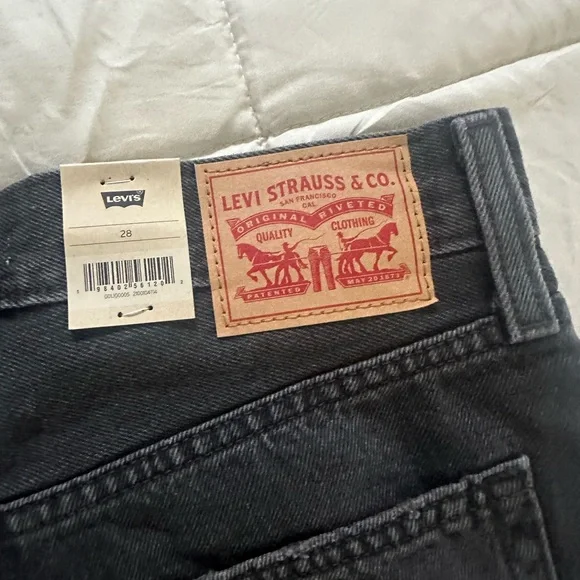 LEVI'S
28
LEVI STRAUSS & CO.
SAN FRANCISCO
CAL.
ORIGINAL RIVETED
QUALITY CLOTHING
PATENTED MAY 20 1873